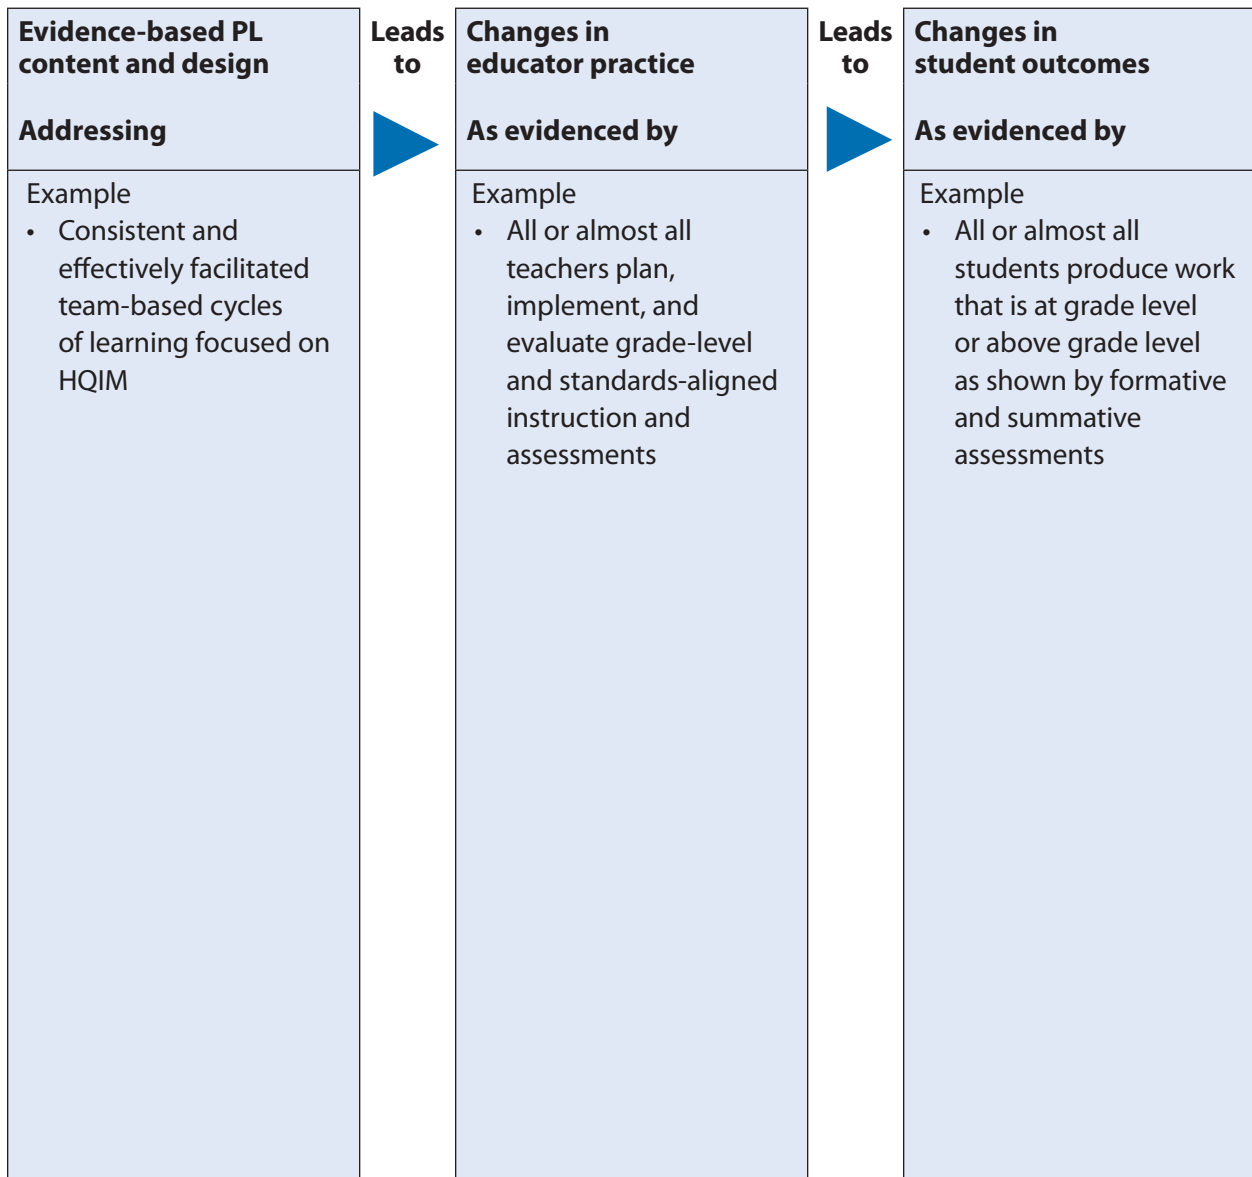 Evidence-based PL
content and design
Addressing
Example
• Consistent and
effectively facilitated
team-based cycles
of learning focused on
HQIM
Leads
to
Changes in
educator practice
As evidenced by
Example
• All or almost all
teachers plan,
implement, and
evaluate grade-level
and standards-aligned
instruction and
assessments
Leads
to
Changes in
student outcomes
As evidenced by
Example
• All or almost all
students produce work
that is at grade level
or above grade level
as shown by formative
and summative
assessments